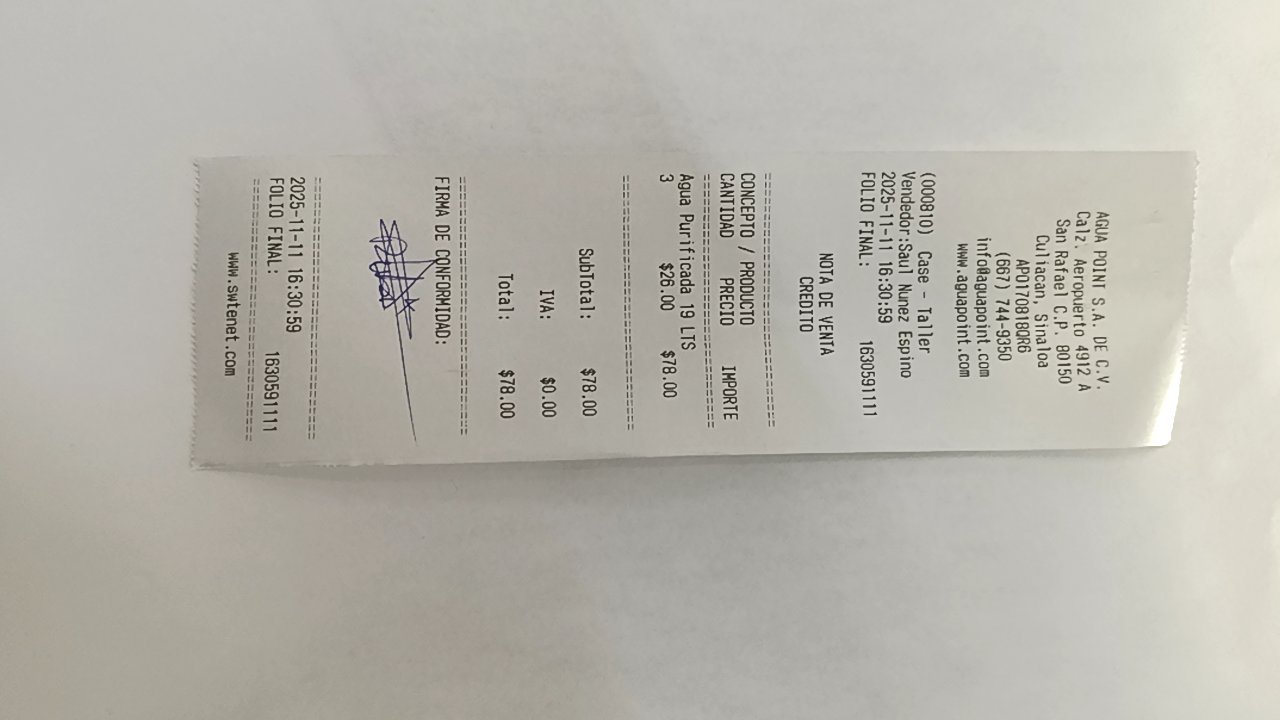 AGUA POINT S.A. DE C.V.
Calz. Aeropuerto 4912 A
San Rafael C.P. 80150
Culiacan, Sinaloa
APO170818QR6
(667) 744-9350
info@aguapoint.com
www.aguapoint.com
(000810) Case - Taller
Vendedor:Saul Nunez Espino
2025-11-11 16:30:59
FOLIO FINAL: 1630591111
NOTA DE VENTA
CREDITO
CONCEPTO / PRODUCTO
CANTIDAD PRECIO IMPORTE
Agua Purificada 19 LTS
3 $26.00 $78.00
SubTotal: $78.00
IVA: $0.00
Total: $78.00
FIRMA DE CONFORMIDAD:
2025-11-11 16:30:59
FOLIO FINAL: 1630591111
www.swtenet.com